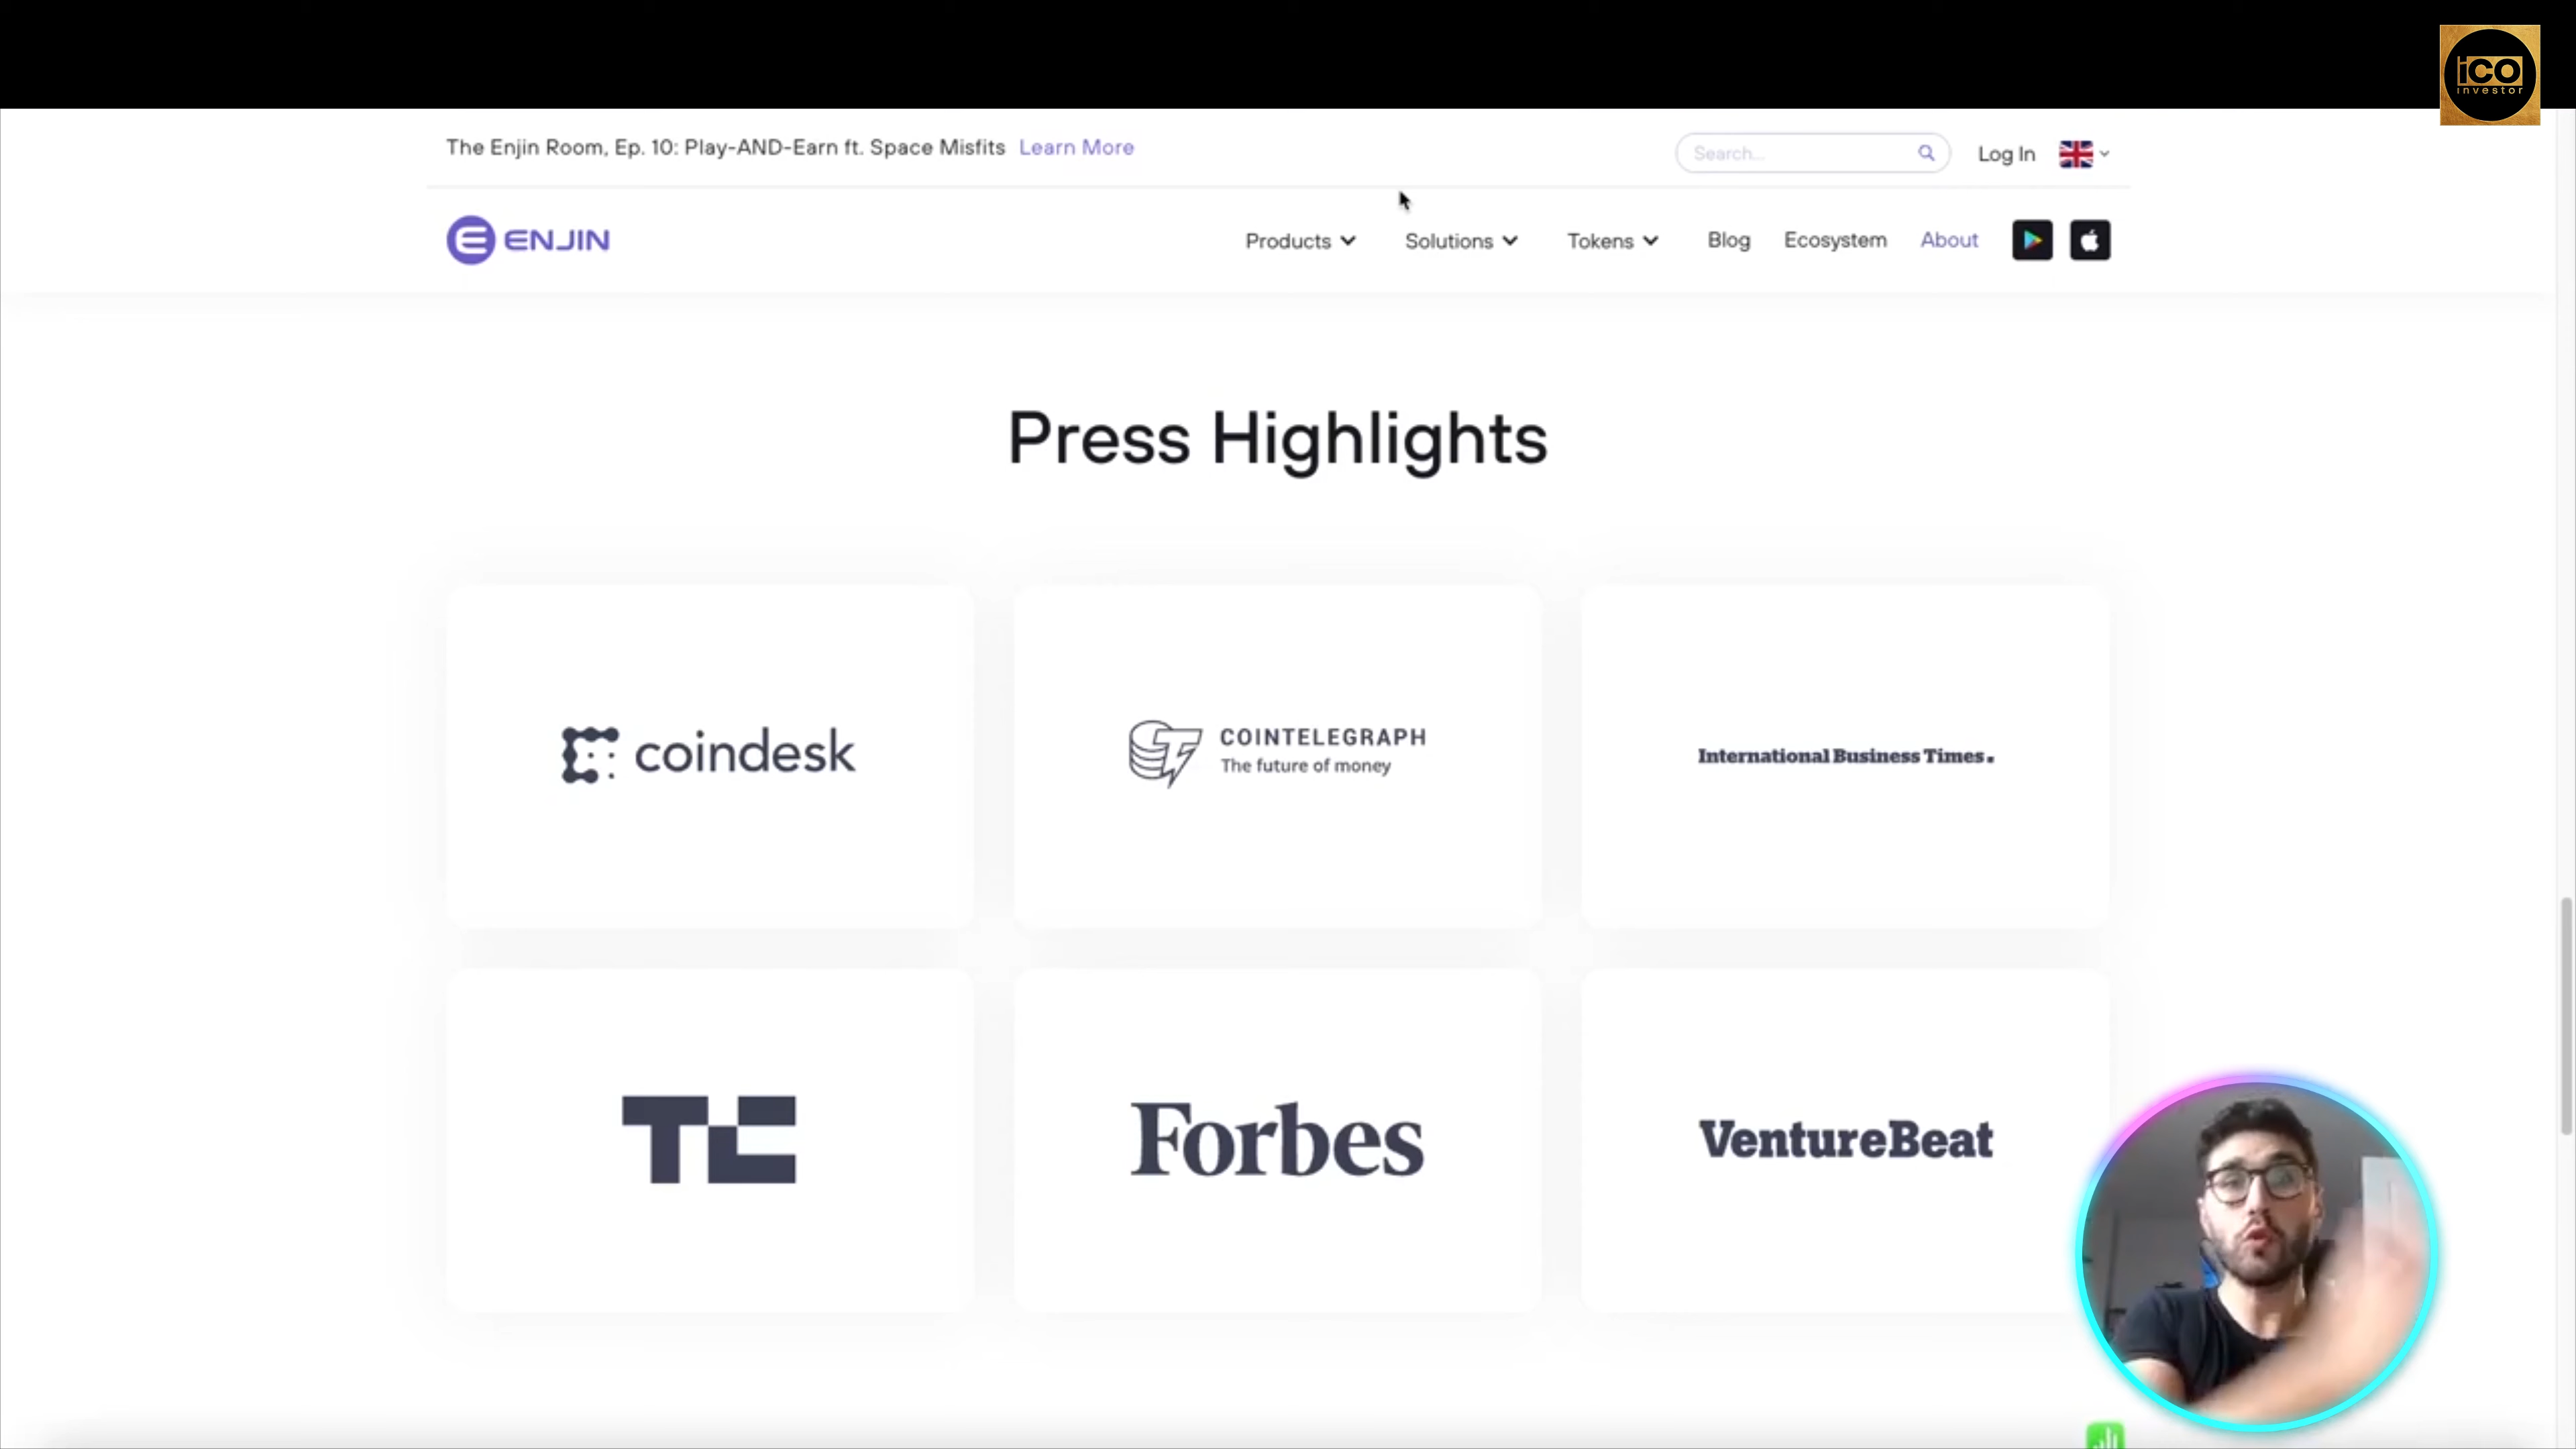 iCO
investor
The Enjin Room, Ep. 10: Play-AND-Earn ft. Space Misfits Learn More
Search...
Log In
ENJIN
Products
Solutions
Tokens
Blog
Ecosystem
About
Press Highlights
coindesk
COINTELEGRAPH
The future of money
International Business Times.
TC
Forbes
VentureBeat